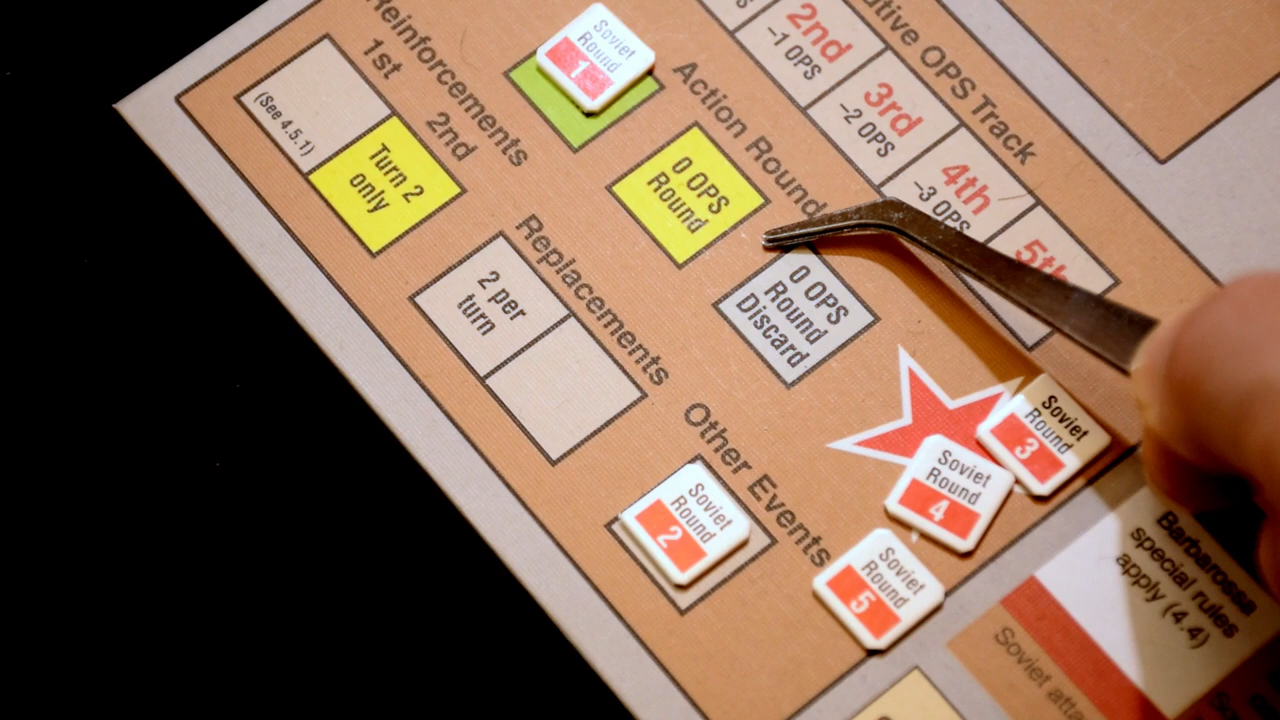 Reinforcements
1st 2nd
(See 4.5.1)
Turn 2
only
Soviet
Round
1
Action Round
0 OPS
Round
0 OPS
Round
Discard
2nd
–1 OPS
3rd
–2 OPS
4th
–3 OPS
5th
OPS Track
Replacements
2 per
turn
Other Events
Soviet
Round
2
Soviet
Round
3
Soviet
Round
4
Soviet
Round
5
Barbarossa
special rules
apply (4.4)
Soviet